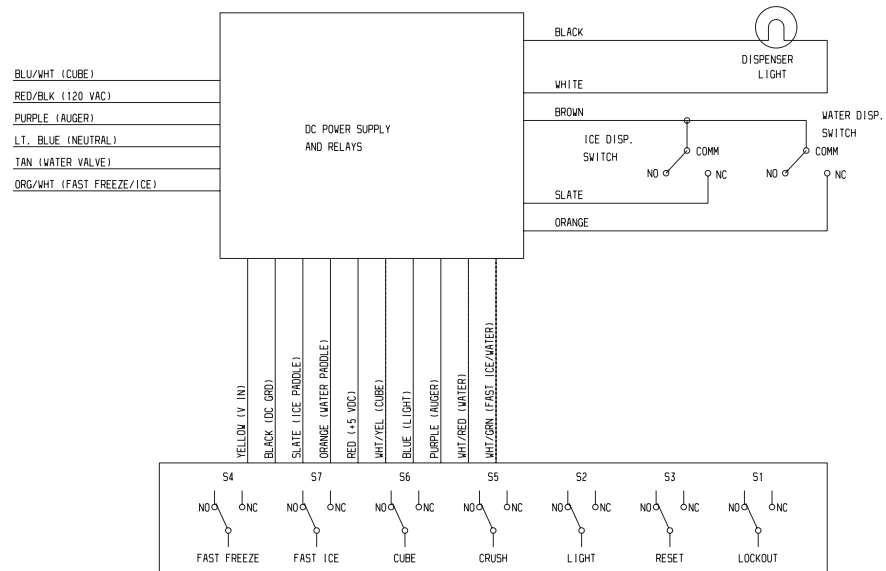 BLACK
DISPENSER
LIGHT
BLU/WHT (CUBE)
RED/BLK (120 VAC)
PURPLE (AUGER)
LT. BLUE (NEUTRAL)
TAN (WATER VALVE)
ORG/WHT (FAST FREEZE/ICE)
DC POWER SUPPLY
AND RELAYS
WHITE
BROWN
ICE DISP.
SWITCH
COMM
NO
NC
WATER DISP.
SWITCH
COMM
NO
NC
SLATE
ORANGE
YELLOW (V IN)
BLACK (DC GRD)
SLATE (ICE PADDLE)
ORANGE (WATER PADDLE)
RED (+5 VDC)
WHT/YEL (CUBE)
BLUE (LIGHT)
PURPLE (AUGER)
WHT/RED (WATER)
WHT/GRN (FAST ICE/WATER)
S4 S7 S6 S5 S2 S3 S1
NO NC NO NC NO NC NO NC NO NC NO NC NO NC
FAST FREEZE FAST ICE CUBE CRUSH LIGHT RESET LOCKOUT